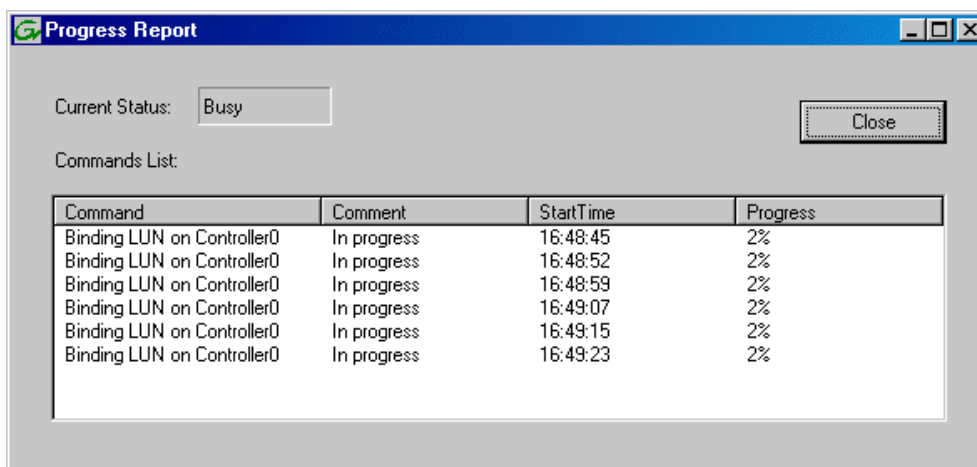 Progress Report
Current Status: Busy
Close
Commands List:
Command Comment StartTime Progress
Binding LUN on Controller0 In progress 16:48:45 2%
Binding LUN on Controller0 In progress 16:48:52 2%
Binding LUN on Controller0 In progress 16:48:59 2%
Binding LUN on Controller0 In progress 16:49:07 2%
Binding LUN on Controller0 In progress 16:49:15 2%
Binding LUN on Controller0 In progress 16:49:23 2%